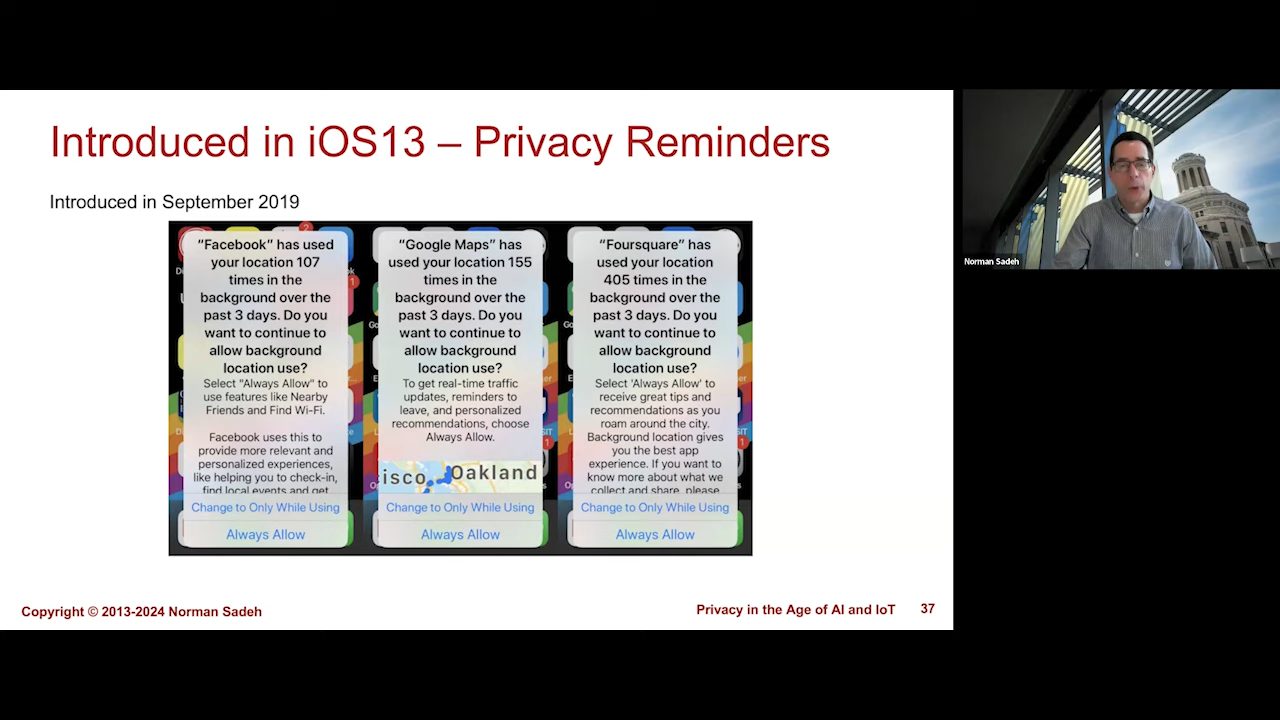 Introduced in iOS13 – Privacy Reminders
Introduced in September 2019
“Facebook” has used
your location 107
times in the
background over the
past 3 days. Do you
want to continue to
allow background
location use?
Select "Always Allow" to
use features like Nearby
Friends and Find Wi-Fi.
Facebook uses this to
provide more relevant and
personalized experiences,
like helping you to check-in,
find local events and get
Change to Only While Using
Always Allow
“Google Maps” has
used your location 155
times in the
background over the
past 3 days. Do you
want to continue to
allow background
location use?
To get real-time traffic
updates, reminders to
leave, and personalized
recommendations, choose
Always Allow.
isco
Oakland
Change to Only While Using
Always Allow
“Foursquare” has
used your location
405 times in the
background over the
past 3 days. Do you
want to continue to
allow background
location use?
Select 'Always Allow' to
receive great tips and
recommendations as you
roam around the city.
Background location gives
you the best app
experience. If you want to
know more about what we
collect and share, please
Change to Only While Using
Always Allow
Copyright © 2013-2024 Norman Sadeh
Privacy in the Age of AI and IoT 37
Norman Sadeh